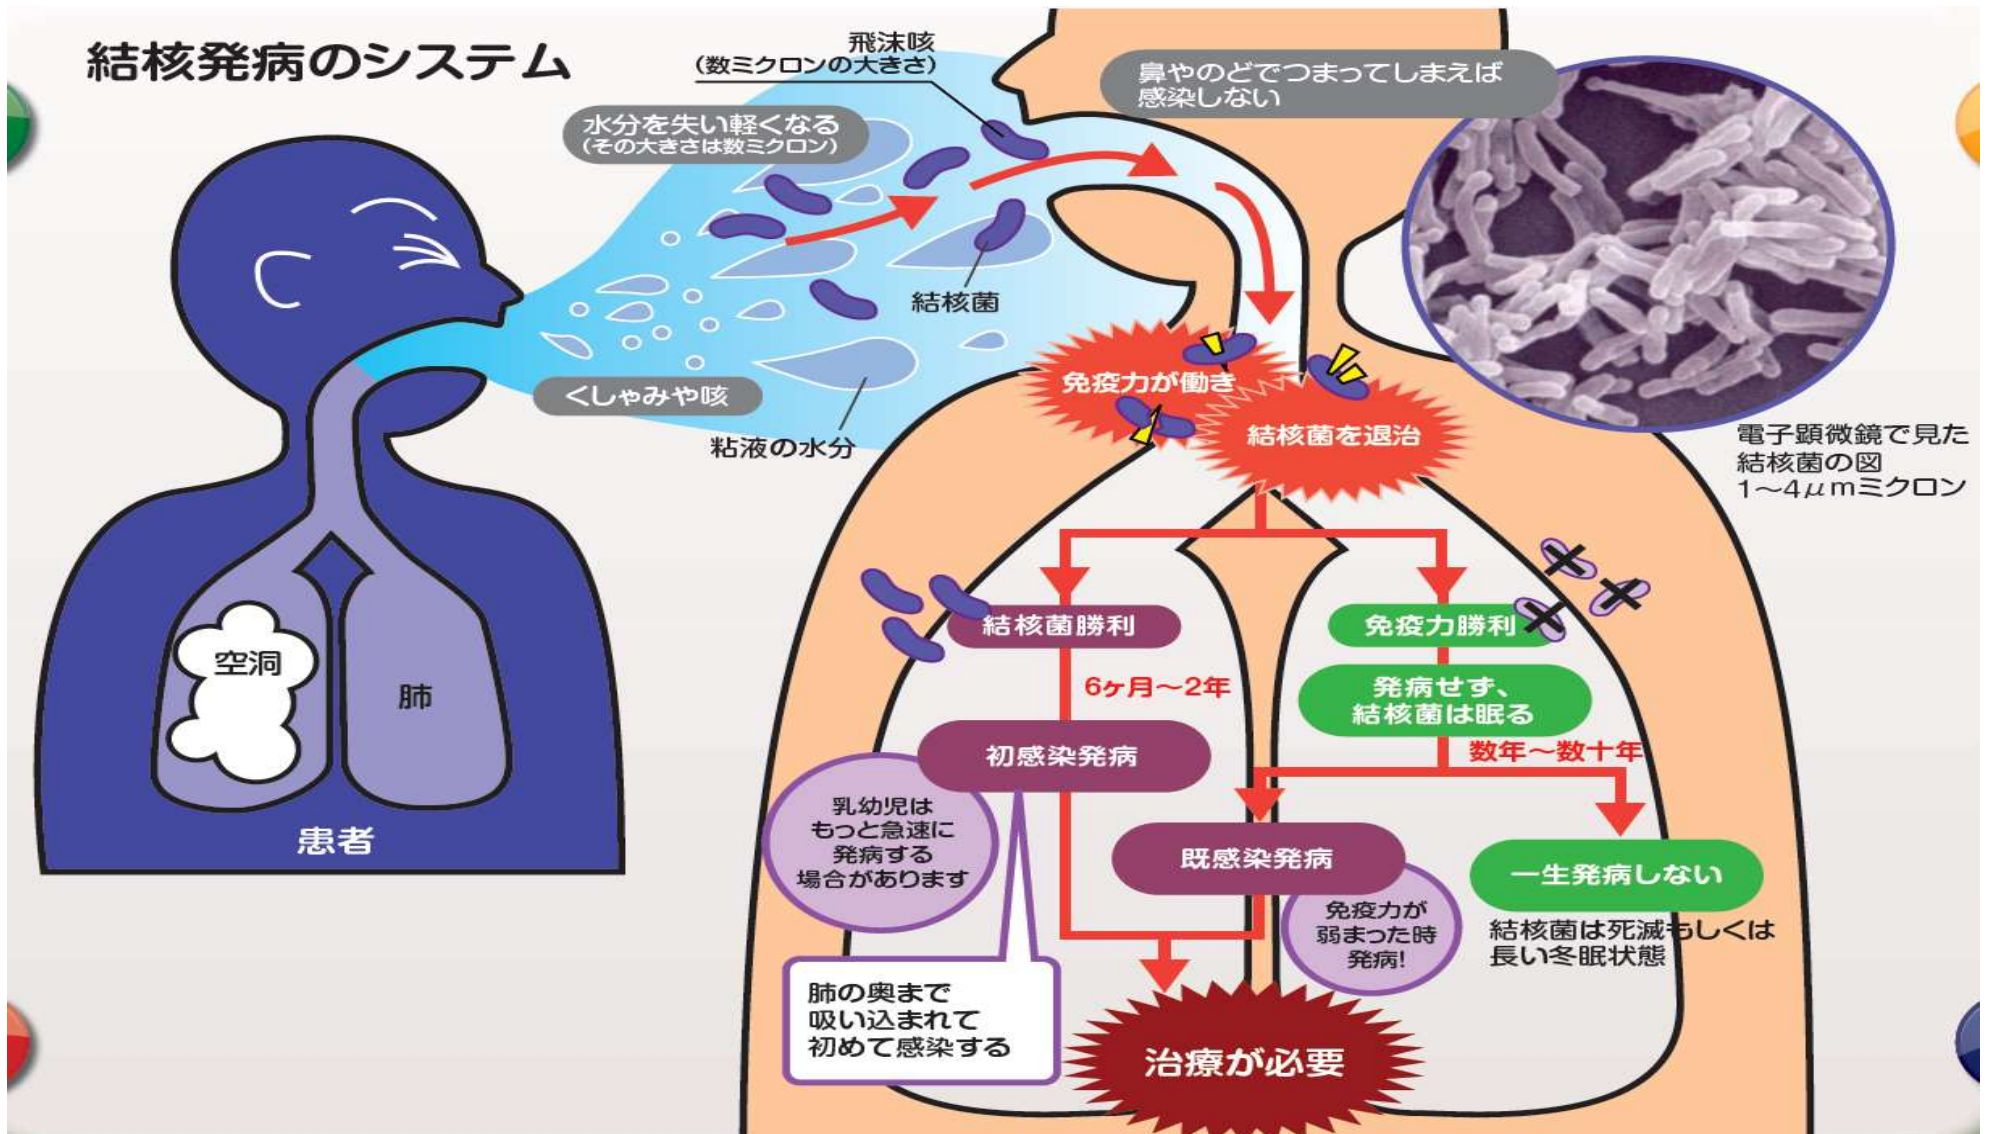 結核発病のシステム
飛沫咳
(数ミクロンの大きさ)
水分を失い軽くなる
(その大きさは数ミクロン)
鼻やのどでつまってしまえば
感染しない
結核菌
くしゃみや咳
粘液の水分
免疫力が働き
結核菌を退治
電子顕微鏡で見た
結核菌の図
1～4μmミクロン
空洞
肺
患者
結核菌勝利
免疫力勝利
6ヶ月～2年
発病せず、
結核菌は眠る
数年～数十年
初感染発病
乳幼児は
もっと急速に
発病する
場合があります
既感染発病
一生発病しない
免疫力が
弱まった時
発病!
結核菌は死滅もしくは
長い冬眠状態
肺の奥まで
吸い込まれて
初めて感染する
治療が必要